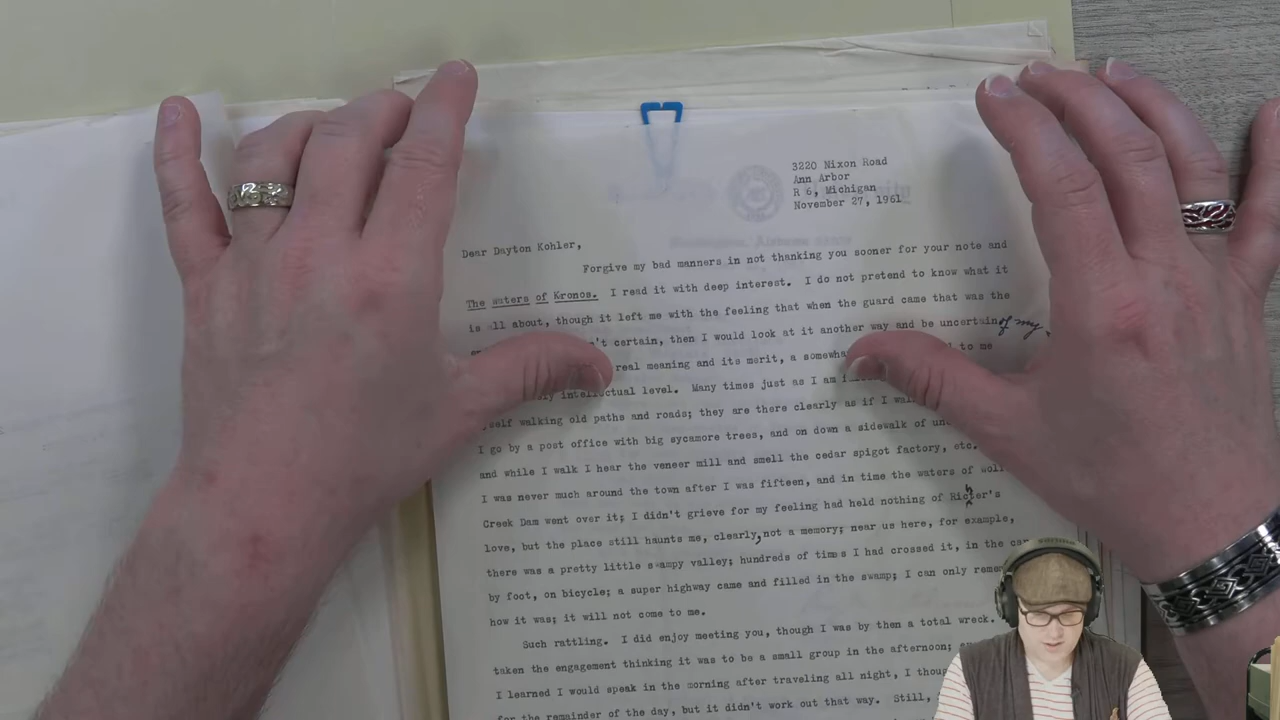 3220 Nixon Road
Ann Arbor
R 6, Michigan
November 27, 1961
Dear Dayton Kohler,
Forgive my bad manners in not thanking you sooner for your note and
The Waters of Kronos. I read it with deep interest. I do not pretend to know what it
is all about, though it left me with the feeling that when the guard came that was the
certain, then I would look at it another way and be uncertain of my
real meaning and its merit, a to me
intellectual level. Many times just as I am
walking old paths and roads; they are there clearly as if I
I go by a post office with big sycamore trees, and on down a sidewalk of
and while I walk I hear the veneer mill and smell the cedar spigot factory, etc.
I was never much around the town after I was fifteen, and in time the waters of Wolf
Creek Dam went over it; I didn't grieve for my feeling had held nothing of Richter's
love, but the place still haunts me, clearly, not a memory; near us here, for example,
there was a pretty little swampy valley; hundreds of times I had crossed it, in the car
by foot, on bicycle; a super highway came and filled in the swamp; I can only
how it was; it will not come to me.
Such rattling. I did enjoy meeting you, though I was by then a total wreck.
taken the engagement thinking it was to be a small group in the afternoon;
I learned I would speak in the morning after traveling all night, I
for the remainder of the day, but it didn't work out that way. Still,